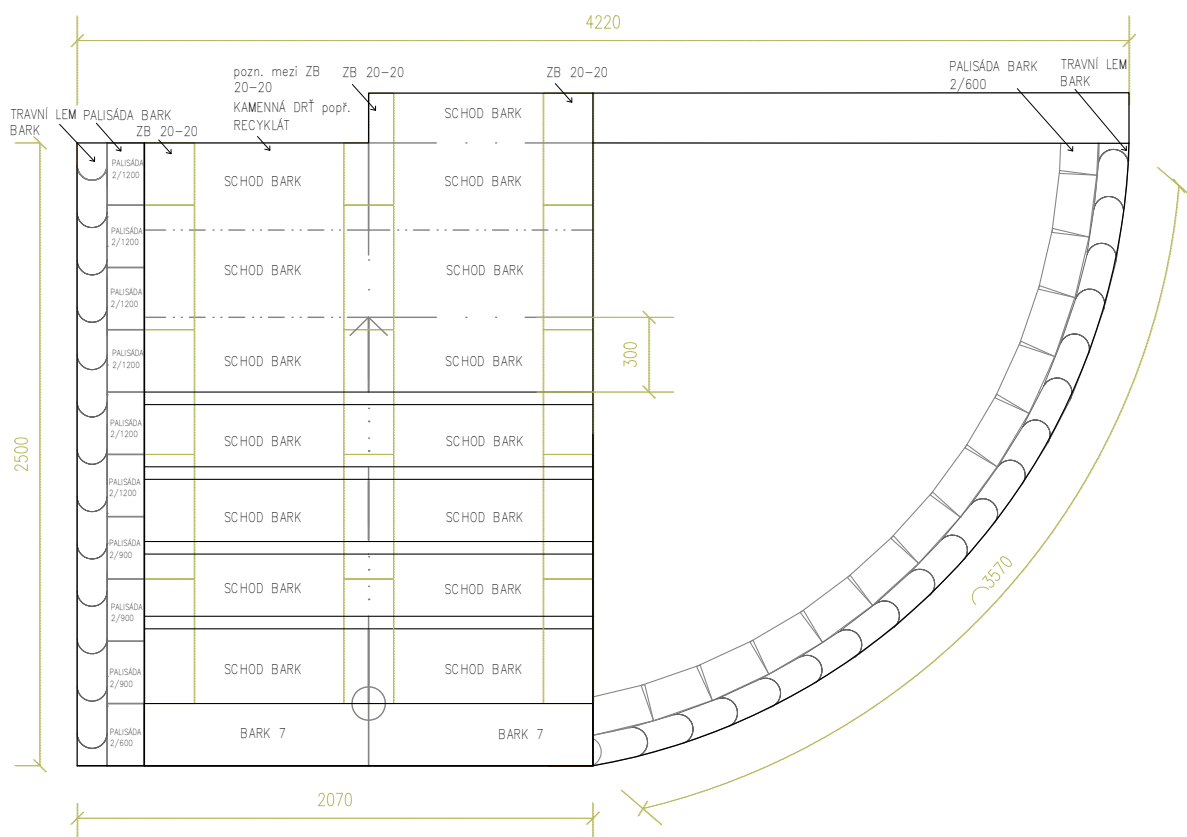 4220
pozn. mezi ZB
20-20
KAMENNÁ DRŤ popř.
RECYKLÁT
ZB 20-20
ZB 20-20
PALISÁDA BARK
2/600
TRAVNÍ LEM
BARK
TRAVNÍ LEM
BARK
PALISÁDA BARK
ZB 20-20
SCHOD BARK
PALISÁDA
2/1200
SCHOD BARK
SCHOD BARK
PALISÁDA
2/1200
SCHOD BARK
SCHOD BARK
PALISÁDA
2/1200
PALISÁDA
2/1200
SCHOD BARK
SCHOD BARK
300
PALISÁDA
2/1200
SCHOD BARK
SCHOD BARK
2500
PALISÁDA
2/1200
SCHOD BARK
SCHOD BARK
PALISÁDA
2/900
SCHOD BARK
SCHOD BARK
3570
PALISÁDA
2/900
PALISÁDA
2/900
SCHOD BARK
SCHOD BARK
PALISÁDA
2/600
BARK 7
BARK 7
2070